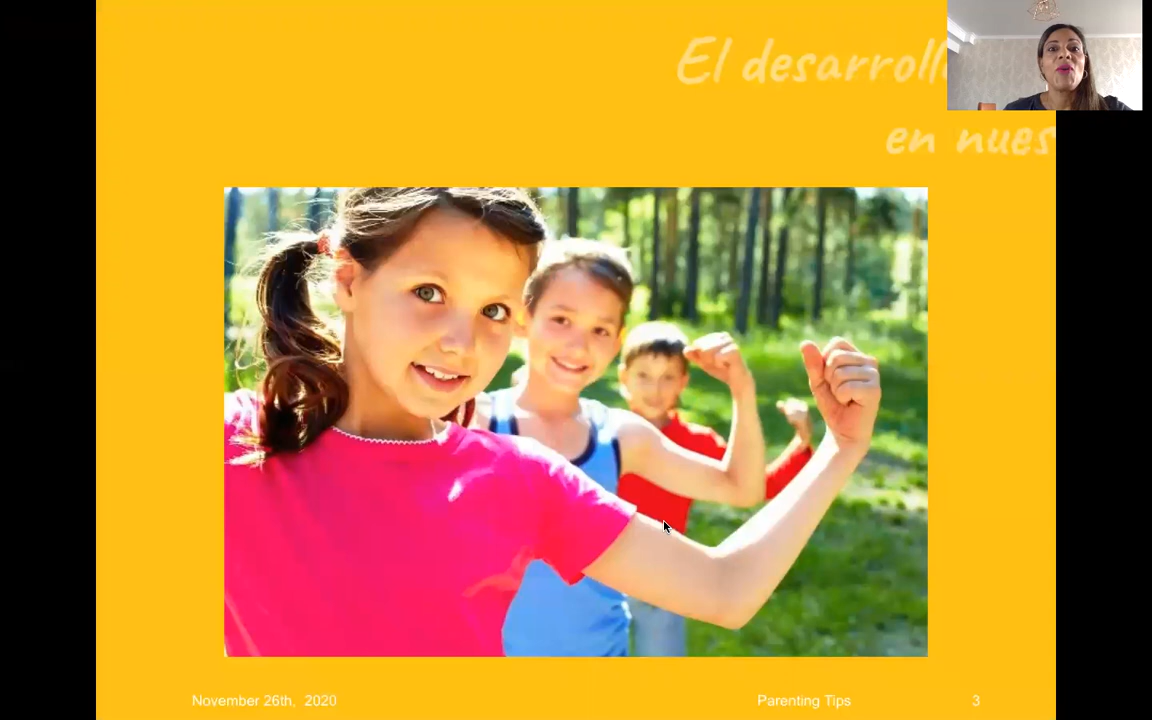 El desarroll
en nues
November 26th, 2020
Parenting Tips
3